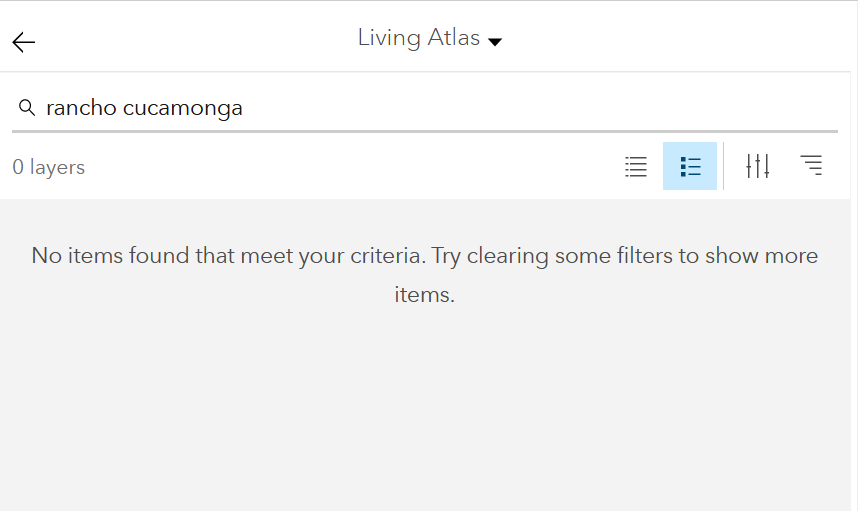 Living Atlas
rancho cucamonga
0 layers
No items found that meet your criteria. Try clearing some filters to show more
items.